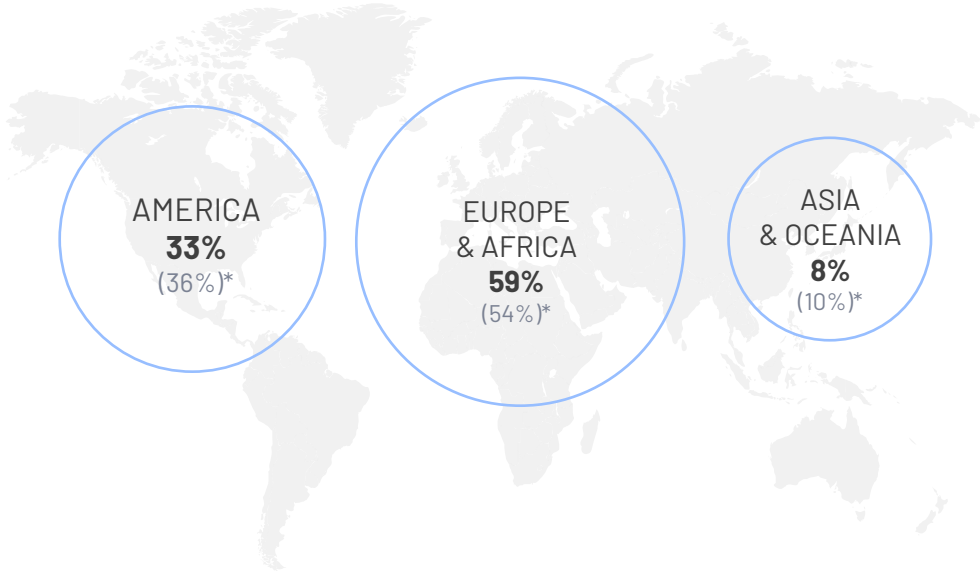 AMERICA
33%
(36%)*
EUROPE
& AFRICA
59%
(54%)*
ASIA
& OCEANIA
8%
(10%)*